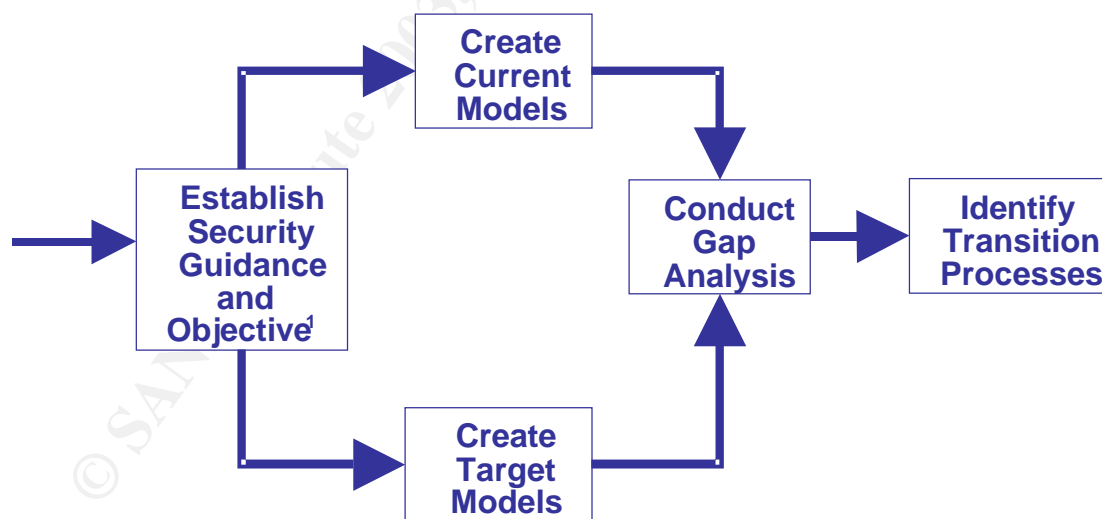 Create
Current
Models
Establish
Security
Guidance
and
Objective1
Conduct
Gap
Analysis
Identify
Transition
Processes
Create
Target
Models